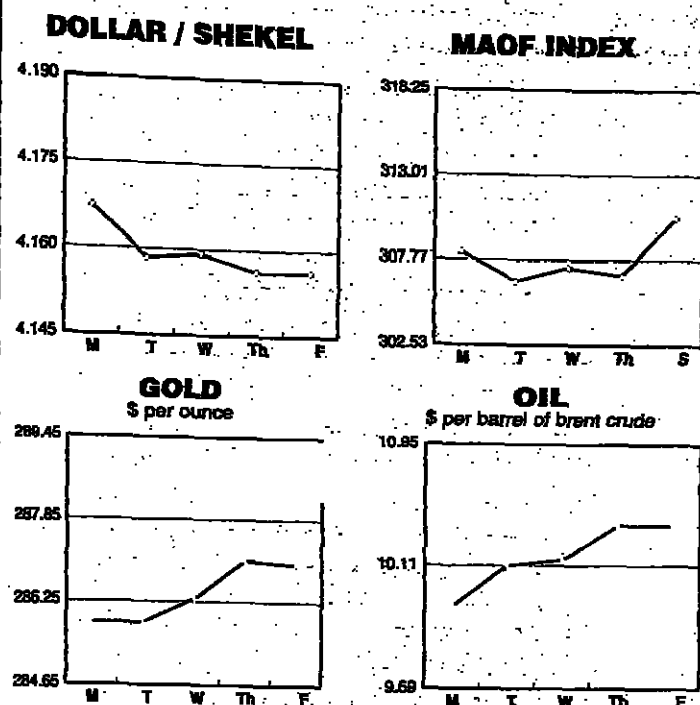 DOLLAR / SHEKEL
4.190
4.175
4.160
4.145
M T W Th F
MAOF INDEX
318.25
313.01
307.77
302.53
M T W Th S
GOLD
$ per ounce
289.45
287.85
286.25
284.65
M T W Th F
OIL
$ per barrel of brent crude
10.95
10.11
9.69
M T W Th F